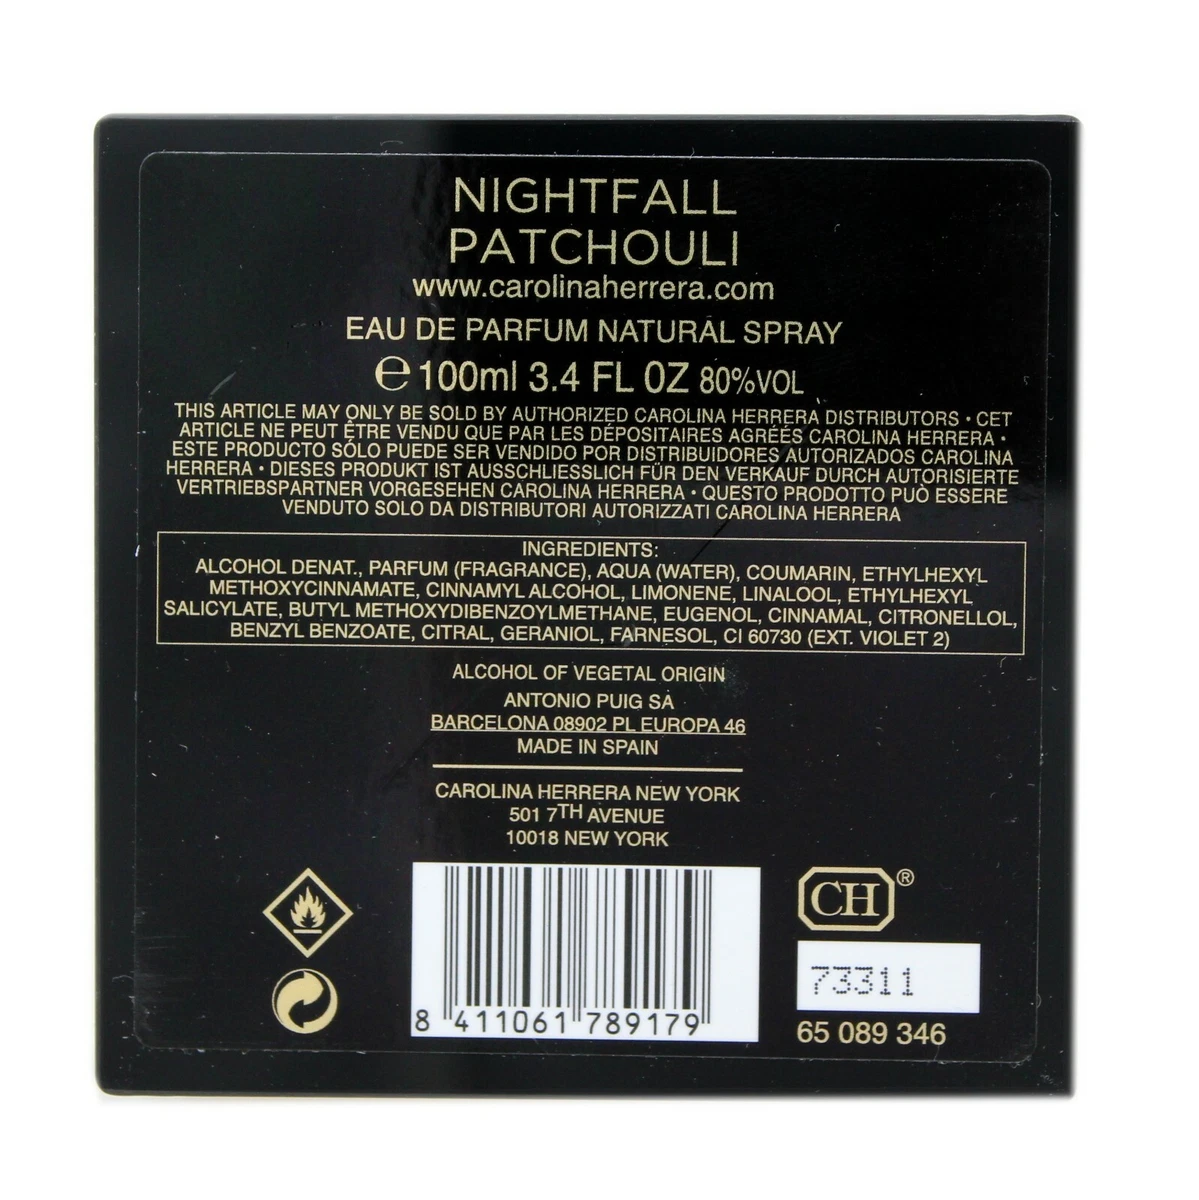 NIGHTFALL
PATCHOULI
www.carolinaherrera.com
EAU DE PARFUM NATURAL SPRAY
℮ 100ml 3.4 FL OZ 80%VOL
THIS ARTICLE MAY ONLY BE SOLD BY AUTHORIZED CAROLINA HERRERA DISTRIBUTORS • CET
ARTICLE NE PEUT ÊTRE VENDU QUE PAR LES DÉPOSITAIRES AGRÉÉS CAROLINA HERRERA •
ESTE PRODUCTO SÓLO PUEDE SER VENDIDO POR DISTRIBUIDORES AUTORIZADOS CAROLINA
HERRERA • DIESES PRODUKT IST AUSSCHLIESSLICH FÜR DEN VERKAUF DURCH AUTORISIERTE
VERTRIEBSPARTNER VORGESEHEN CAROLINA HERRERA • QUESTO PRODOTTO PUÒ ESSERE
VENDUTO SOLO DA DISTRIBUTORI AUTORIZZATI CAROLINA HERRERA
INGREDIENTS:
ALCOHOL DENAT., PARFUM (FRAGRANCE), AQUA (WATER), COUMARIN, ETHYLHEXYL
METHOXYCINNAMATE, CINNAMYL ALCOHOL, LIMONENE, LINALOOL, ETHYLHEXYL
SALICYLATE, BUTYL METHOXYDIBENZOYLMETHANE, EUGENOL, CINNAMAL, CITRONELLOL,
BENZYL BENZOATE, CITRAL, GERANIOL, FARNESOL, CI 60730 (EXT. VIOLET 2)
ALCOHOL OF VEGETAL ORIGIN
ANTONIO PUIG SA
BARCELONA 08902 PL EUROPA 46
MADE IN SPAIN
CAROLINA HERRERA NEW YORK
501 7TH AVENUE
10018 NEW YORK
CH®
73311
8 411061 789179
65 089 346